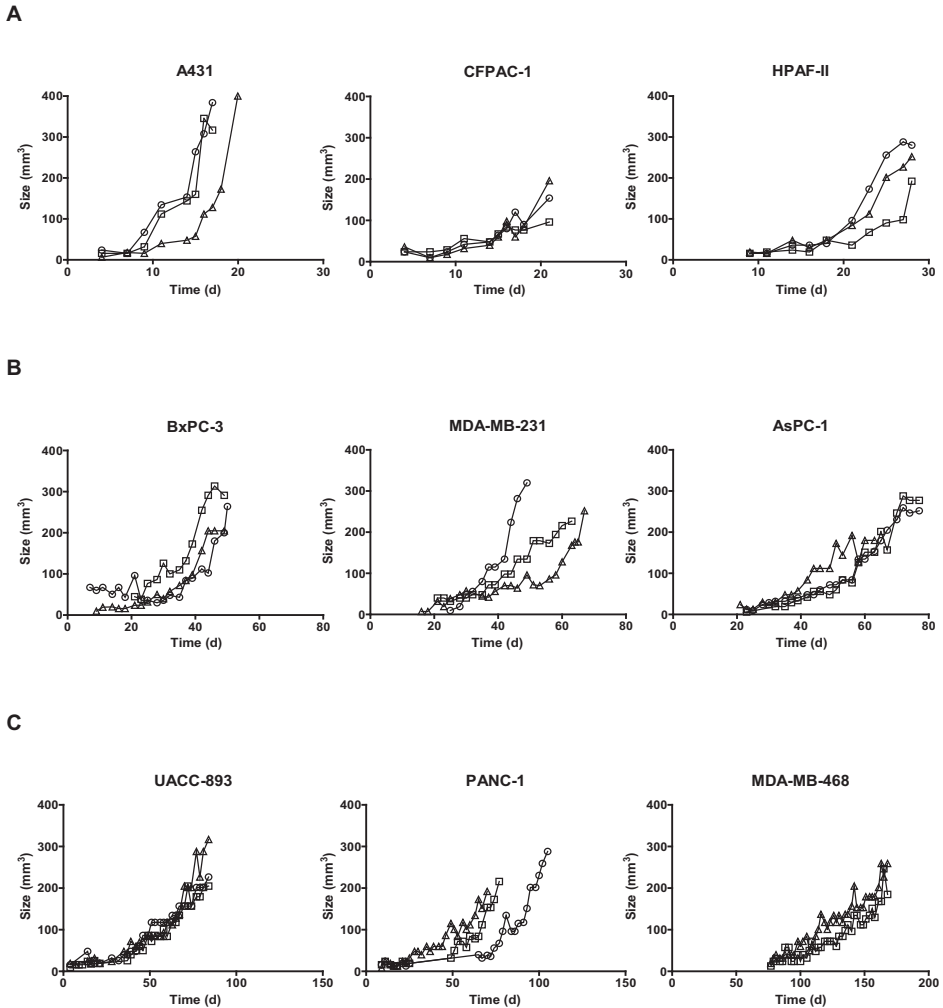 A
A431
CFPAC-1
HPAF-II
400
300
200
100
0
Size (mm³)
0 10 20 30
Time (d)
400
300
200
100
0
Size (mm³)
0 10 20 30
Time (d)
400
300
200
100
0
Size (mm³)
0 10 20 30
Time (d)
B
BxPC-3
MDA-MB-231
AsPC-1
400
300
200
100
0
Size (mm³)
0 20 40 60 80
Time (d)
400
300
200
100
0
Size (mm³)
0 20 40 60 80
Time (d)
400
300
200
100
0
Size (mm³)
0 20 40 60 80
Time (d)
C
UACC-893
PANC-1
MDA-MB-468
400
300
200
100
0
Size (mm³)
0 50 100 150
Time (d)
400
300
200
100
0
Size (mm³)
0 50 100 150
Time (d)
400
300
200
100
0
Size (mm³)
0 50 100 150 200
Time (d)